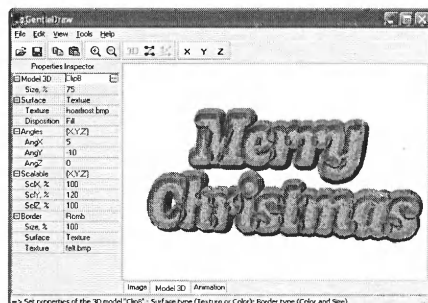 GentleDraw
File Edit View Tools Help
3D X Y Z
Properties Inspector
Model 3D Clip8
Size, % 75
Surface Texture
Texture hoarfrost.bmp
Disposition Fill
Angles (X,Y,Z)
AngX 5
AngY -10
AngZ 0
Scalable (X,Y,Z)
SclX, % 100
SclY, % 120
SclZ, % 100
Border Romb
Size, % 100
Surface Texture
Texture felt.bmp
Merry
Christmas
Image Model 3D Animation
=> Set properties of the 3D model "Clip8" - Surface type (Texture or Color); Border type (Color and Size)